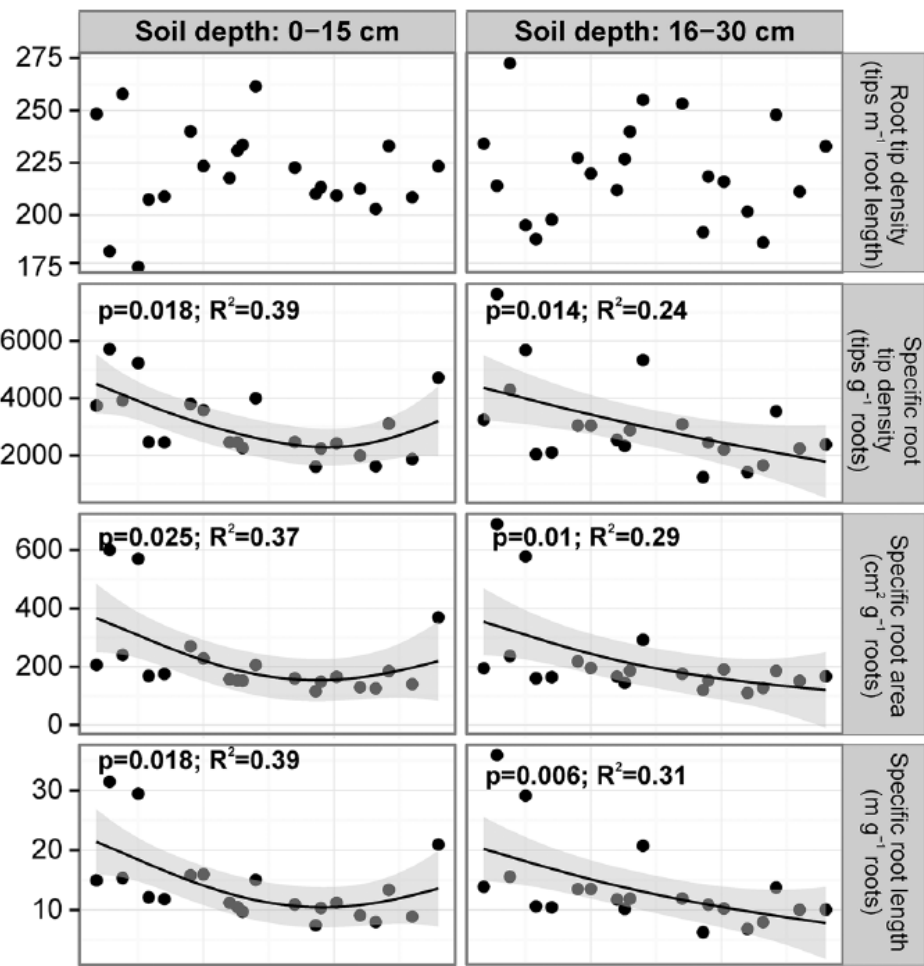 Soil depth: 0−15 cm
Soil depth: 16−30 cm
275
250
225
200
175
Root tip density
(tips m⁻¹ root length)
p=0.018; R²=0.39
p=0.014; R²=0.24
6000
4000
2000
Specific root
tip density
(tips g⁻¹ roots)
p=0.025; R²=0.37
p=0.01; R²=0.29
600
400
200
0
Specific root area
(cm² g⁻¹ roots)
p=0.018; R²=0.39
p=0.006; R²=0.31
30
20
10
Specific root length
(m g⁻¹ roots)